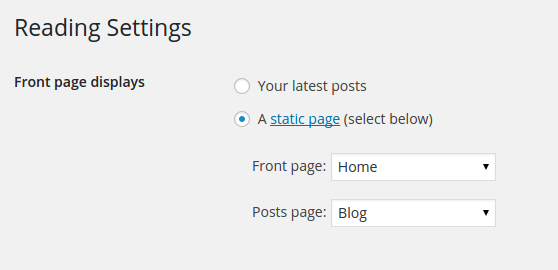 Reading Settings
Front page displays
Your latest posts
A static page (select below)
Front page: Home
Posts page: Blog